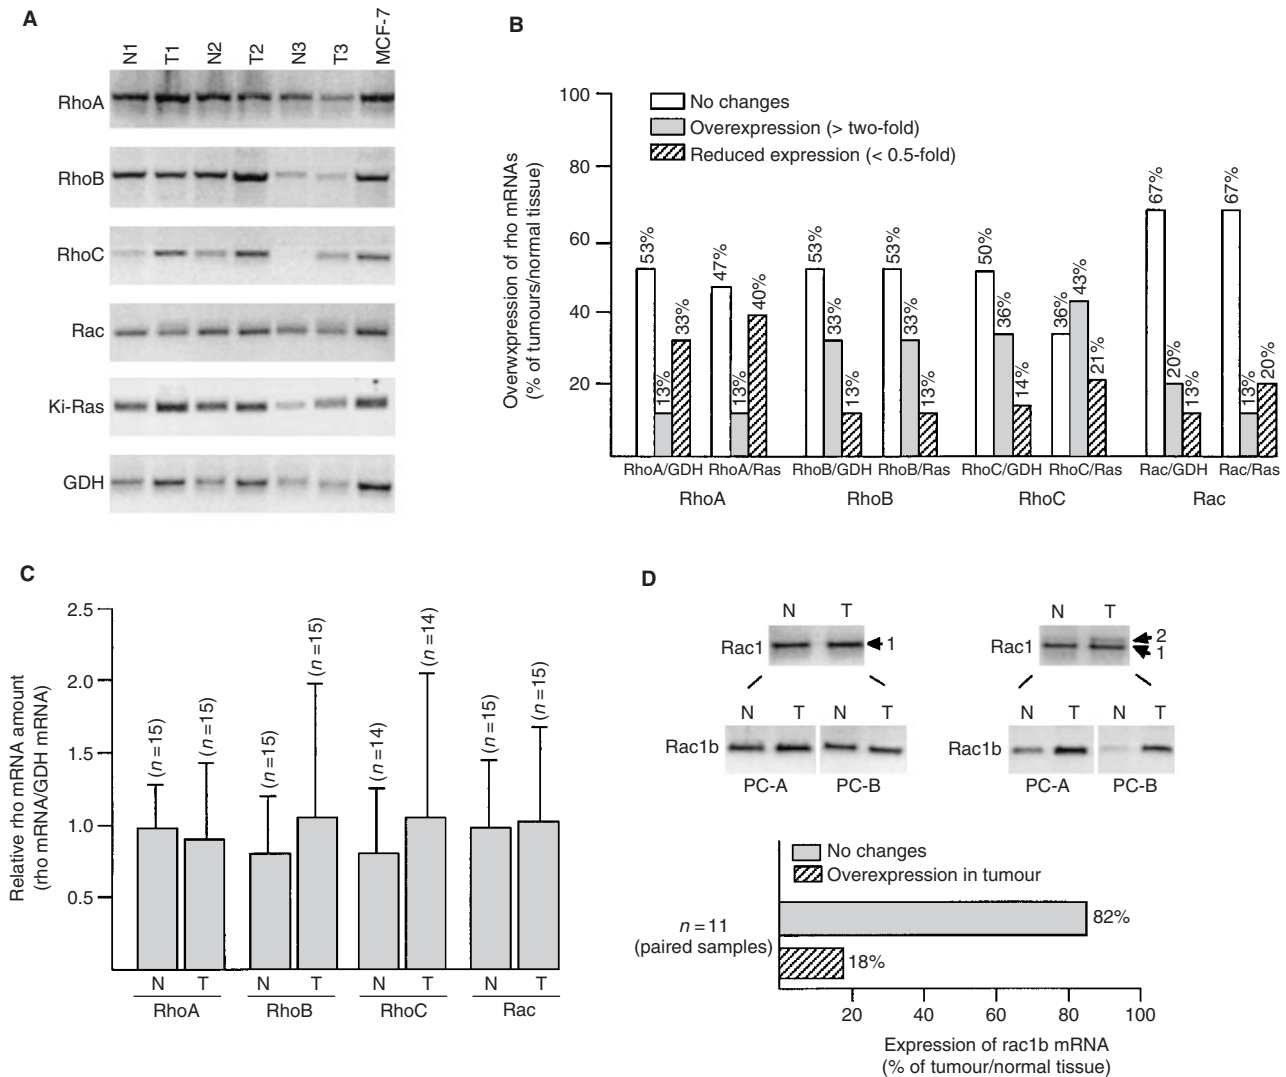 A
N1 T1 N2 T2 N3 T3 MCF-7
RhoA
RhoB
RhoC
Rac
Ki-Ras
GDH
B
Overwxpression of rho mRNAs
(% of tumours/normal tissue)
100
80
60
40
20
No changes
Overexpression (> two-fold)
Reduced expression (< 0.5-fold)
53% 13% 33% 47% 13% 40% 53% 33% 13% 53% 33% 13% 50% 36% 14% 36% 43% 21% 67% 20% 13% 67% 13% 20%
RhoA/GDH RhoA/Ras RhoB/GDH RhoB/Ras RhoC/GDH RhoC/Ras Rac/GDH Rac/Ras
RhoA RhoB RhoC Rac
C
Relative rho mRNA amount
(rho mRNA/GDH mRNA)
2.5
2.0
1.5
1.0
0.5
(n=15) (n=15) (n=15) (n=15) (n=14) (n=14) (n=15) (n=15)
N T N T N T N T
RhoA RhoB RhoC Rac
D
N T
Rac1 1
N T N T
Rac1b
PC-A PC-B
N T
Rac1 2
1
N T N T
Rac1b
PC-A PC-B
No changes
Overexpression in tumour
n=11
(paired samples)
82%
18%
20 40 60 80 100
Expression of rac1b mRNA
(% of tumour/normal tissue)